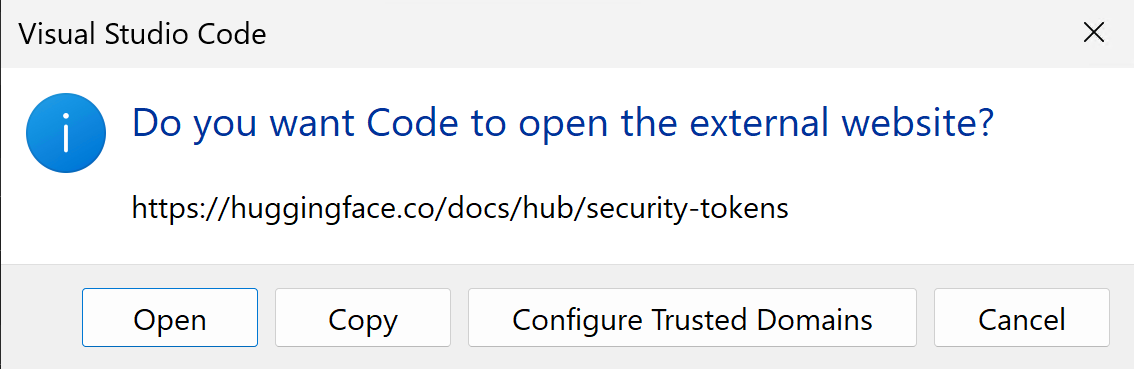 Visual Studio Code
Do you want Code to open the external website?
https://huggingface.co/docs/hub/security-tokens
Open Copy Configure Trusted Domains Cancel